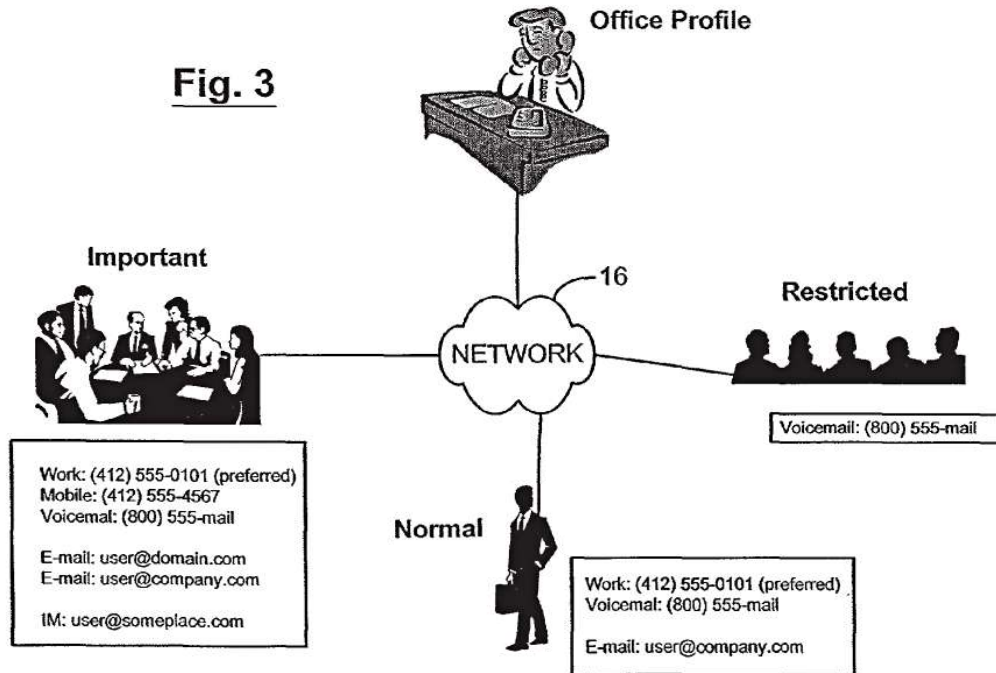 Office Profile
Fig. 3
Important
16
Restricted
NETWORK
Voicemail: (800) 555-mail
Work: (412) 555-0101 (preferred)
Mobile: (412) 555-4567
Voicemal: (800) 555-mail
E-mail: user@domain.com
E-mail: user@company.com
IM: user@someplace.com
Normal
Work: (412) 555-0101 (preferred)
Voicemal: (800) 555-mail
E-mail: user@company.com